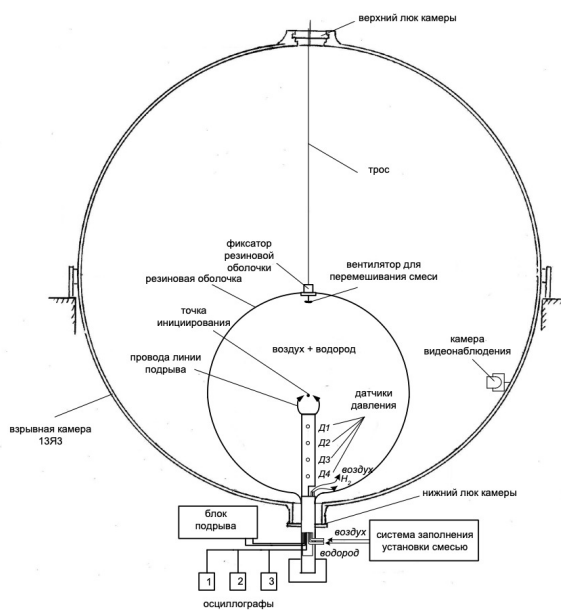 верхний люк камеры
трос
фиксатор
резиновой
оболочки
вентилятор для
перемешивания смеси
резиновая оболочка
точка
инициирования
воздух + водород
камера
видеонаблюдения
провода линии
подрыва
датчики
давления
взрывная камера
13Я3
Д1
Д2
Д3
Д4
воздух
H2
нижний люк камеры
блок
подрыва
воздух
водород
система заполнения
установки смесью
1 2 3
осциллографы